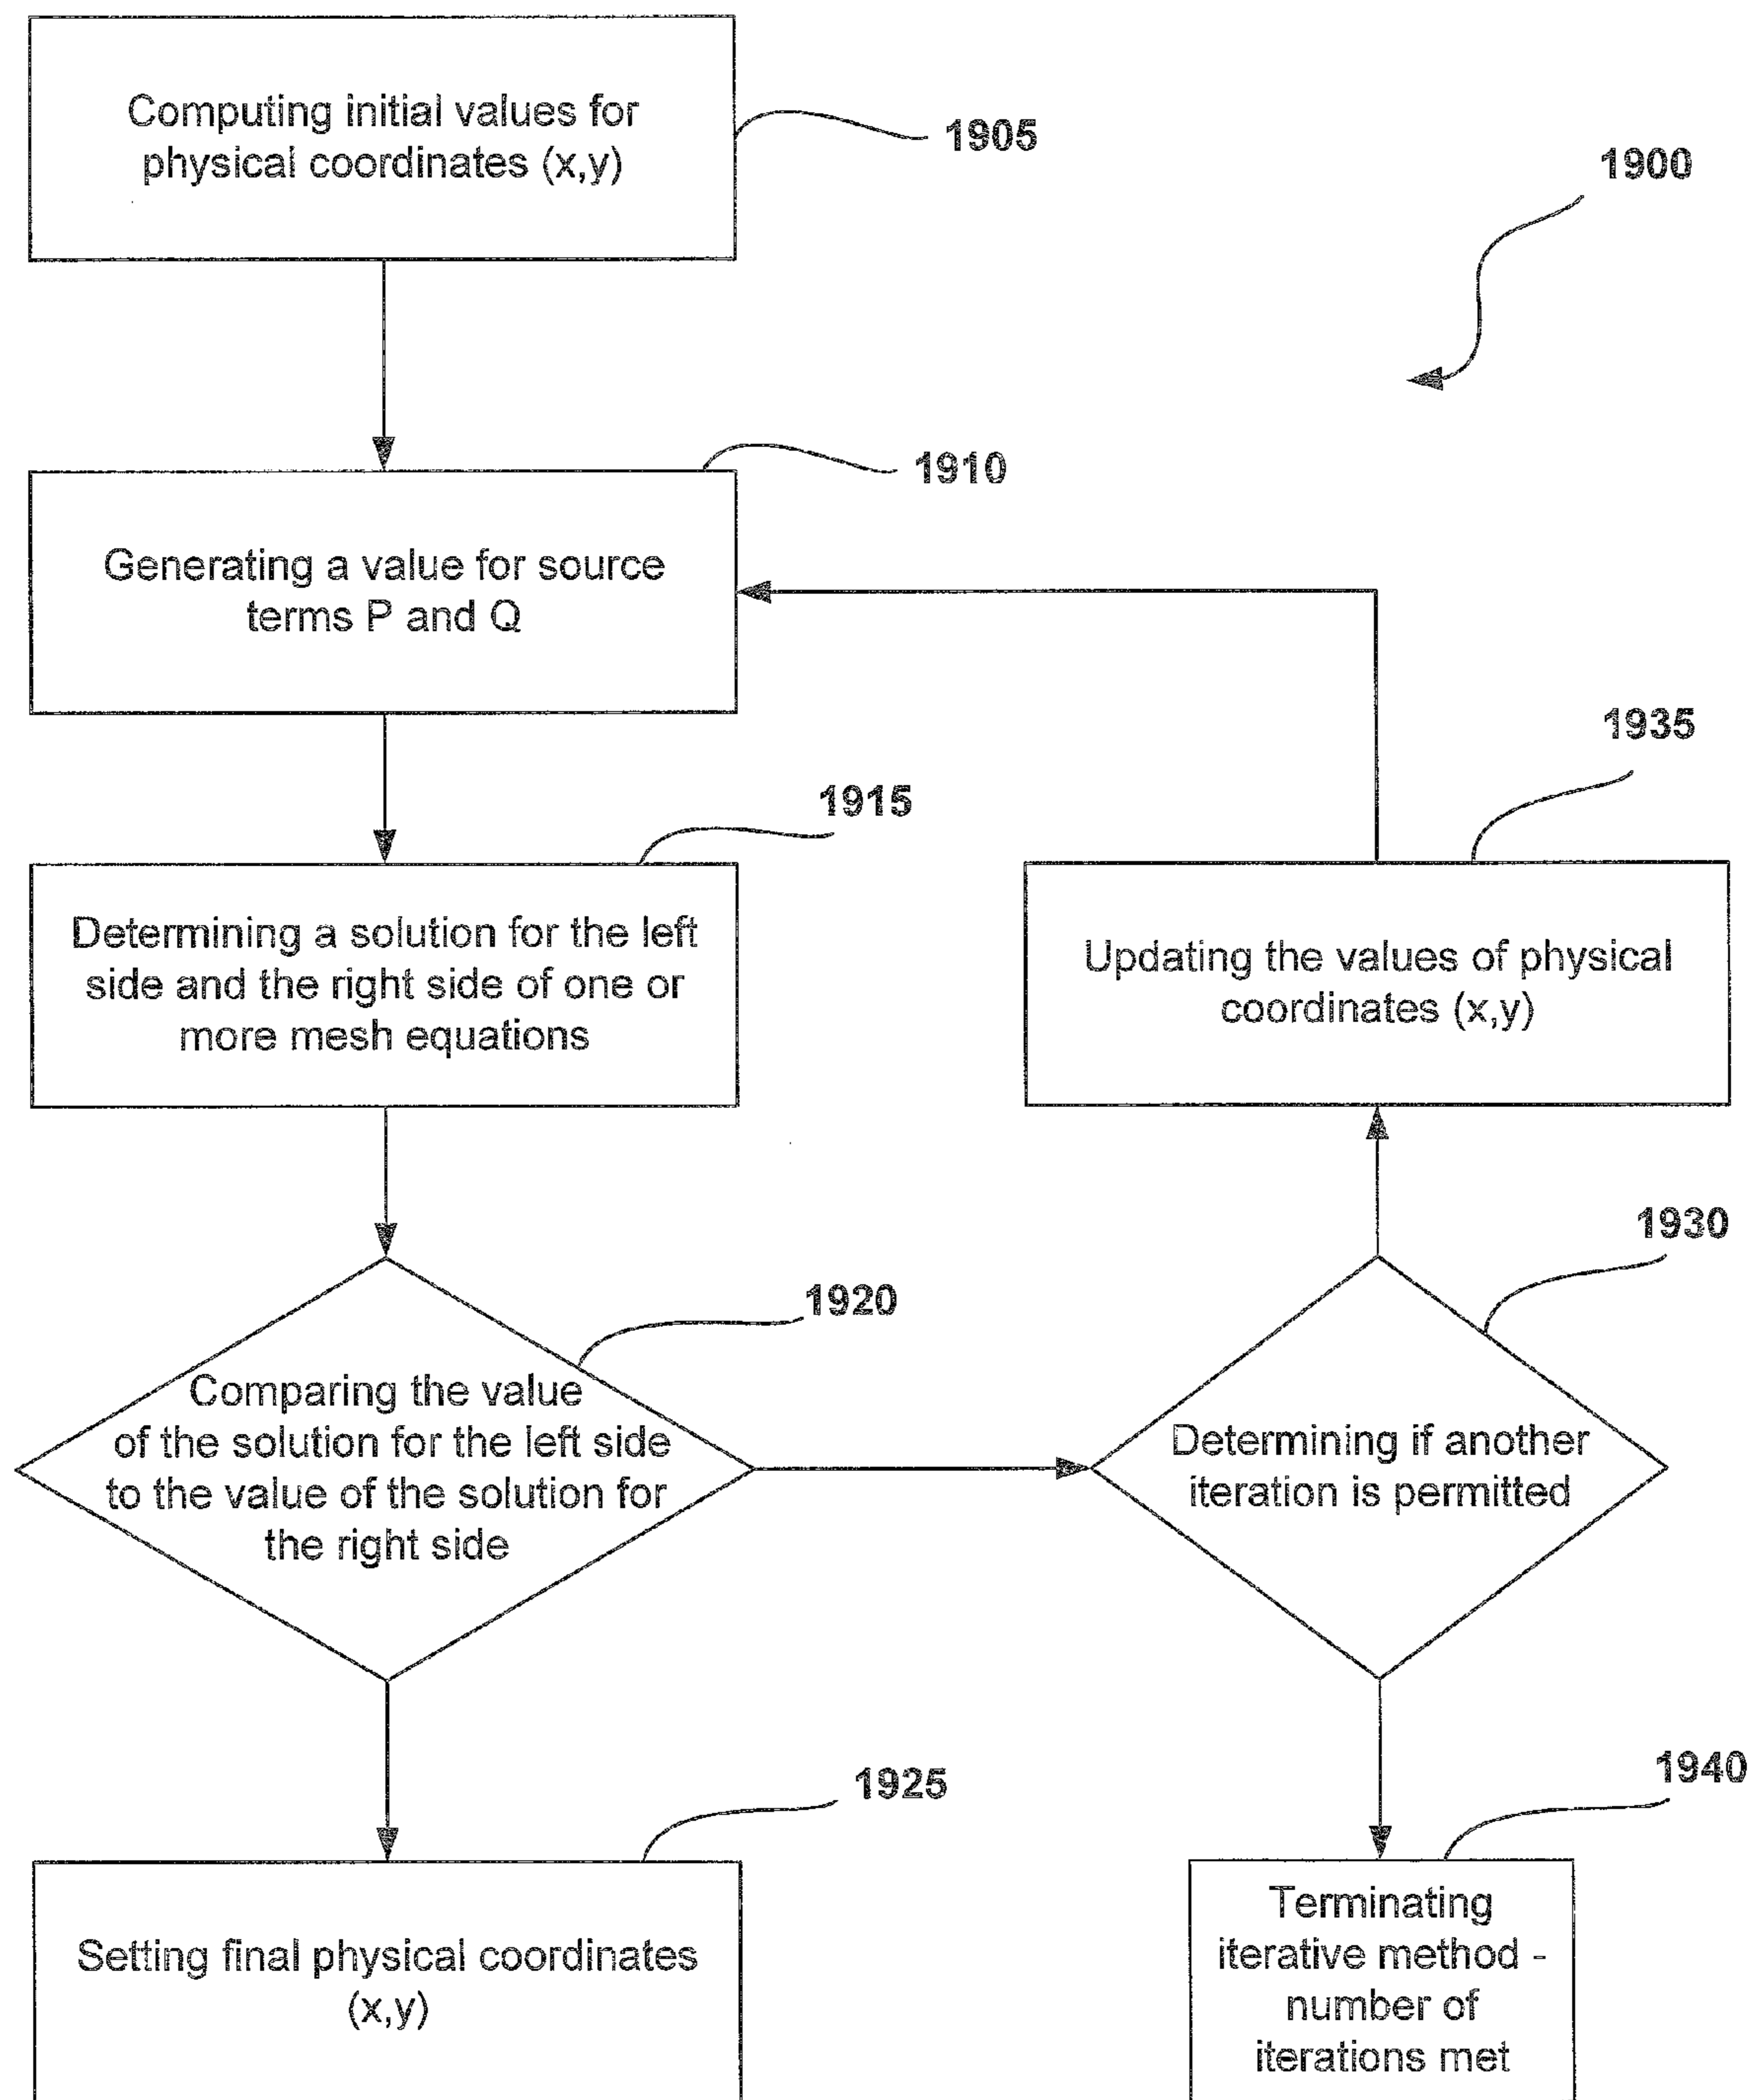 Computing initial values for
physical coordinates (x,y)
1905
1900
1910
Generating a value for source
terms P and Q
1935
1915
Determining a solution for the left
side and the right side of one or
more mesh equations
Updating the values of physical
coordinates (x,y)
1930
1920
Comparing the value
of the solution for the left side
to the value of the solution for
the right side
Determining if another
iteration is permitted
1925
1940
Setting final physical coordinates
(x,y)
Terminating
iterative method -
number of
iterations met